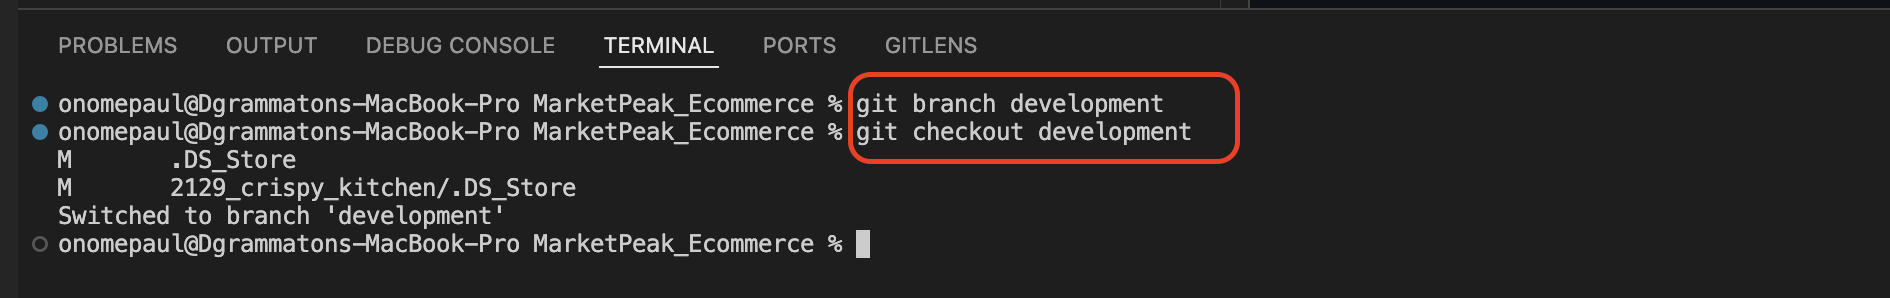 PROBLEMS OUTPUT DEBUG CONSOLE TERMINAL PORTS GITLENS
onomepaul@Dgrammatons-MacBook-Pro MarketPeak_Ecommerce % git branch development
onomepaul@Dgrammatons-MacBook-Pro MarketPeak_Ecommerce % git checkout development
M       .DS_Store
M       2129_crispy_kitchen/.DS_Store
Switched to branch 'development'
onomepaul@Dgrammatons-MacBook-Pro MarketPeak_Ecommerce %